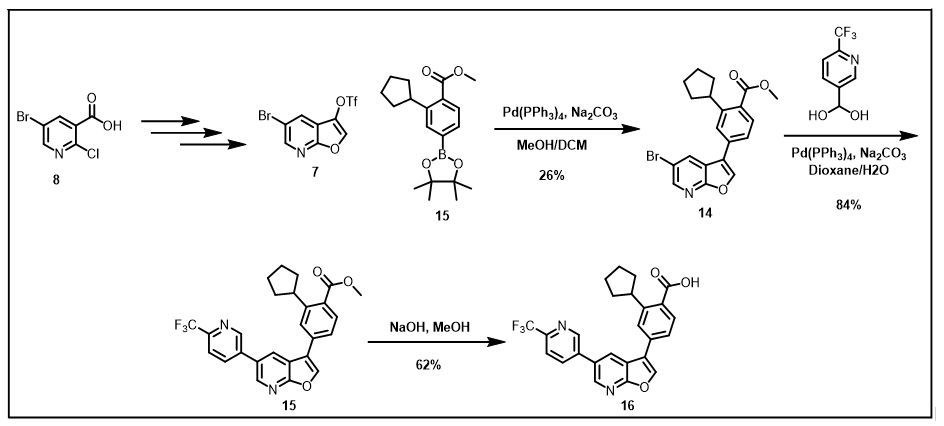 Br
O
OH
N
Cl
8
OTf
Br
N
O
7
O
O
B
O
O
15
Pd(PPh3)4, Na2CO3
MeOH/DCM
26%
O
O
Br
N
O
14
CF3
N
HO
OH
Pd(PPh3)4, Na2CO3
Dioxane/H2O
84%
O
O
F3C
N
N
O
15
NaOH, MeOH
62%
O
OH
F3C
N
N
O
16